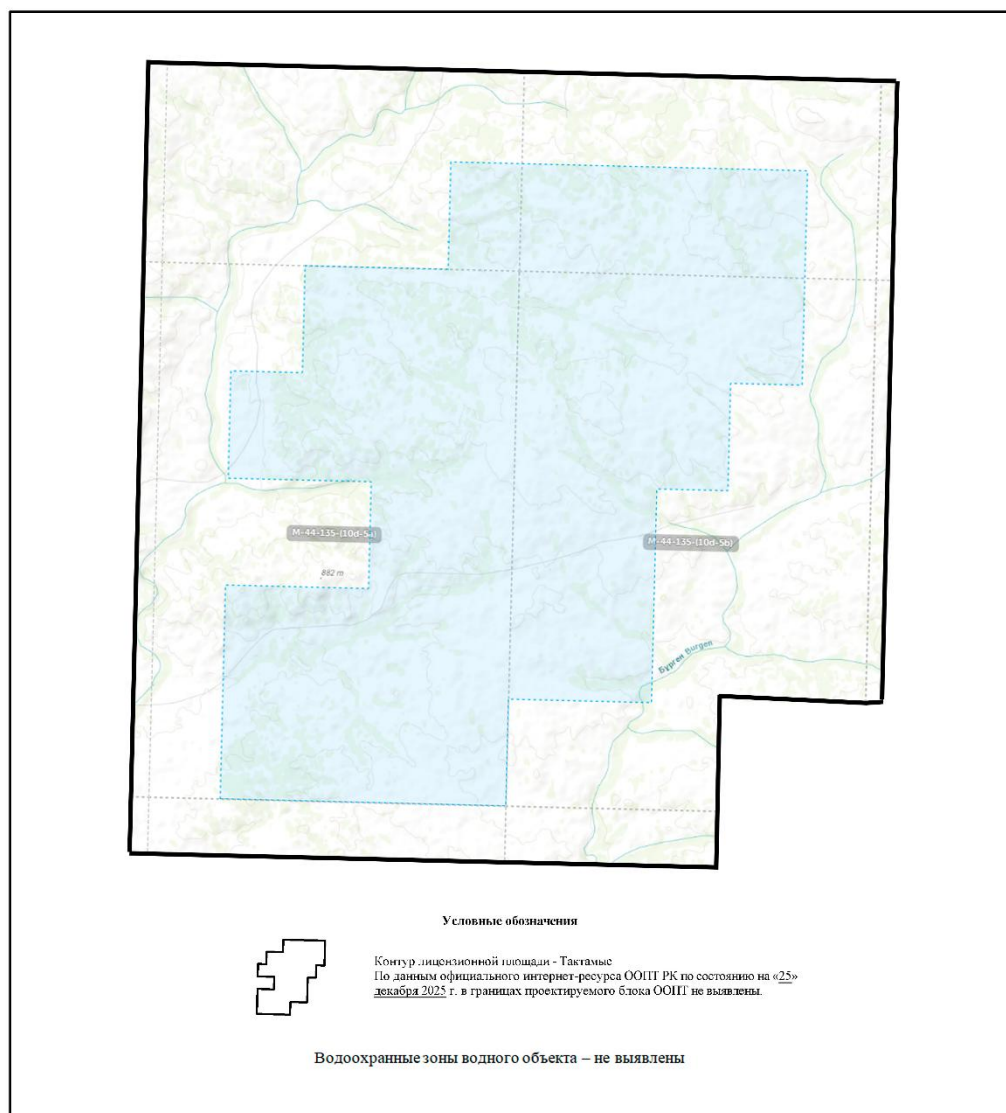 М-44-135-(10d-5a)
М-44-135-(10d-5b)
882 m
Бүрген Burgen
Условные обозначения
Контур лицензионной площади - Тактамыс
По данным официального интернет-ресурса ООПТ РК по состоянию на «25»
декабря 2025 г. в границах проектируемого блока ООПТ не выявлены.
Водоохранные зоны водного объекта – не выявлены